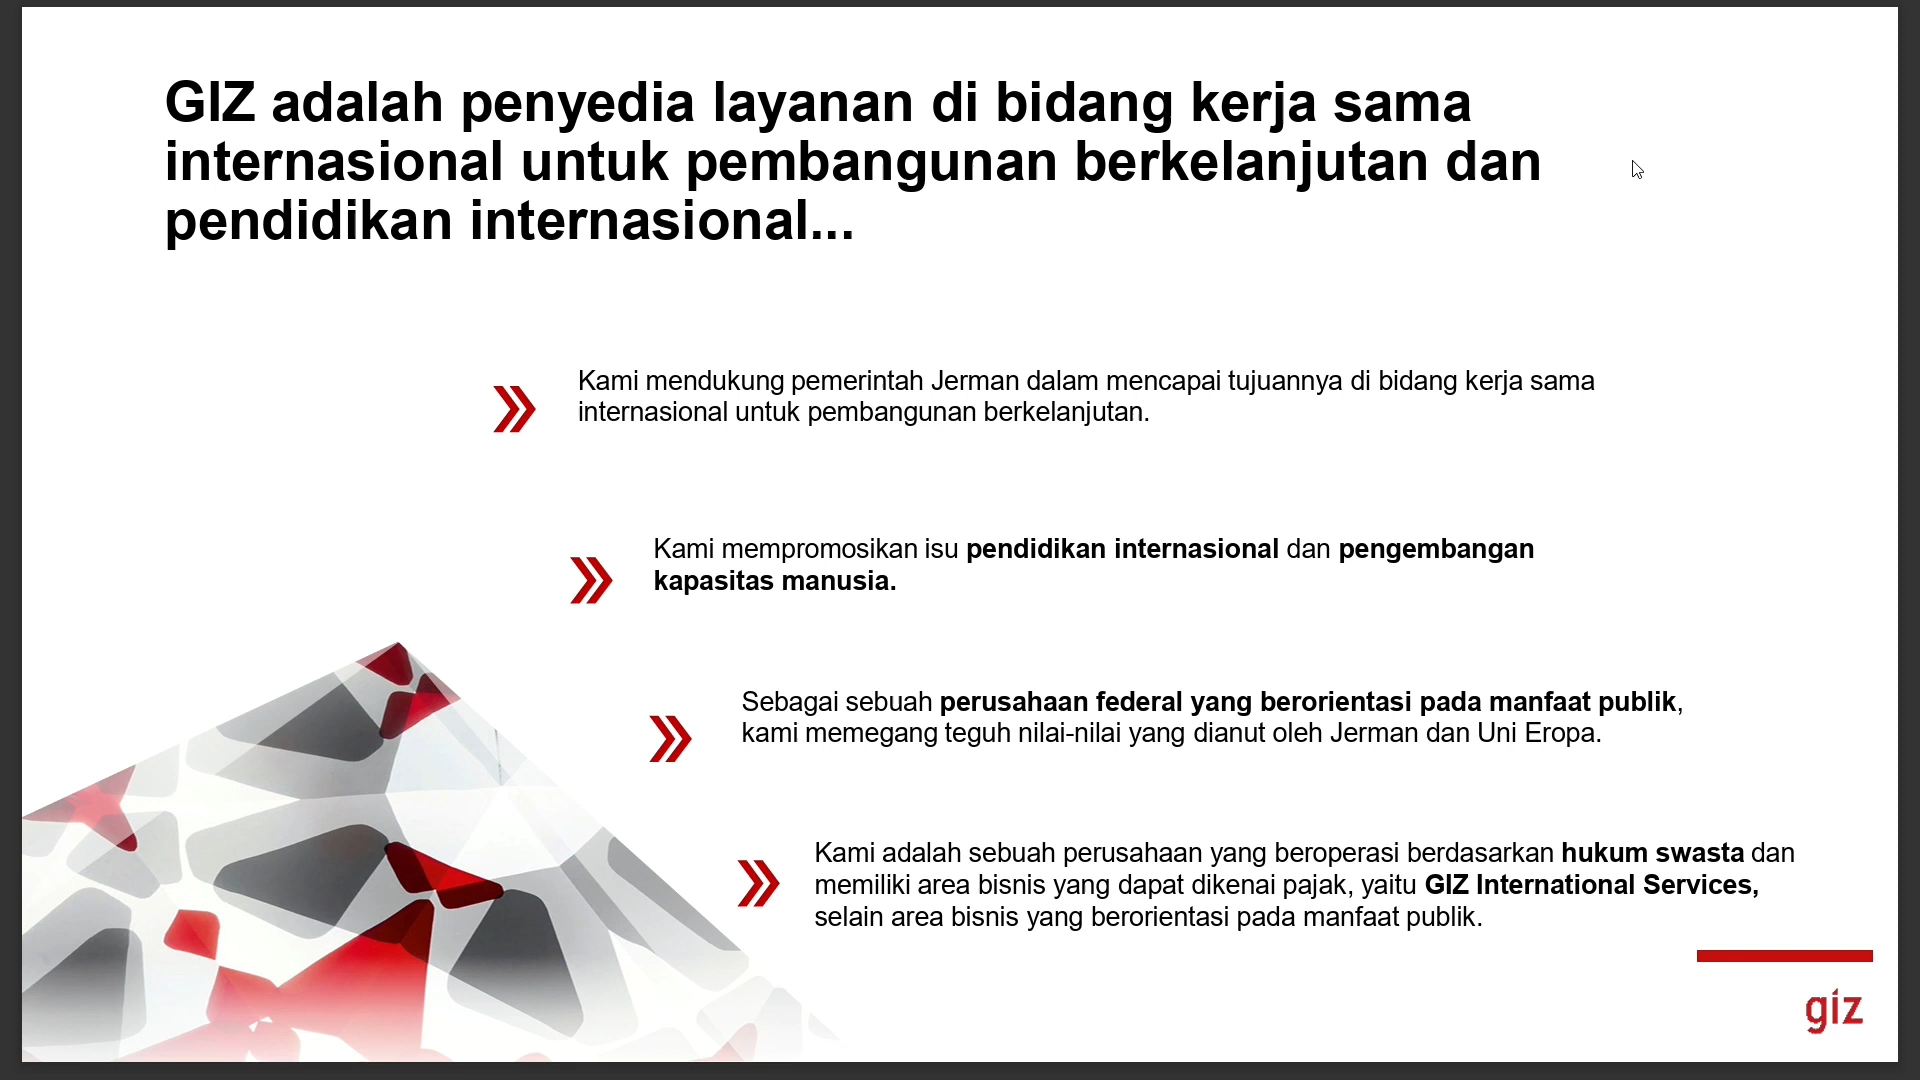 GIZ adalah penyedia layanan di bidang kerja sama
internasional untuk pembangunan berkelanjutan dan
pendidikan internasional...
Kami mendukung pemerintah Jerman dalam mencapai tujuannya di bidang kerja sama
internasional untuk pembangunan berkelanjutan.
Kami mempromosikan isu pendidikan internasional dan pengembangan
kapasitas manusia.
Sebagai sebuah perusahaan federal yang berorientasi pada manfaat publik,
kami memegang teguh nilai-nilai yang dianut oleh Jerman dan Uni Eropa.
Kami adalah sebuah perusahaan yang beroperasi berdasarkan hukum swasta dan
memiliki area bisnis yang dapat dikenai pajak, yaitu GIZ International Services,
selain area bisnis yang berorientasi pada manfaat publik.
giz